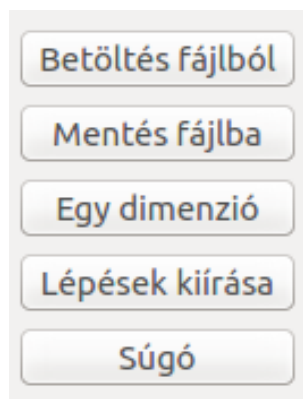 Betöltés fájlból
Mentés fájlba
Egy dimenzió
Lépések kiírása
Súgó